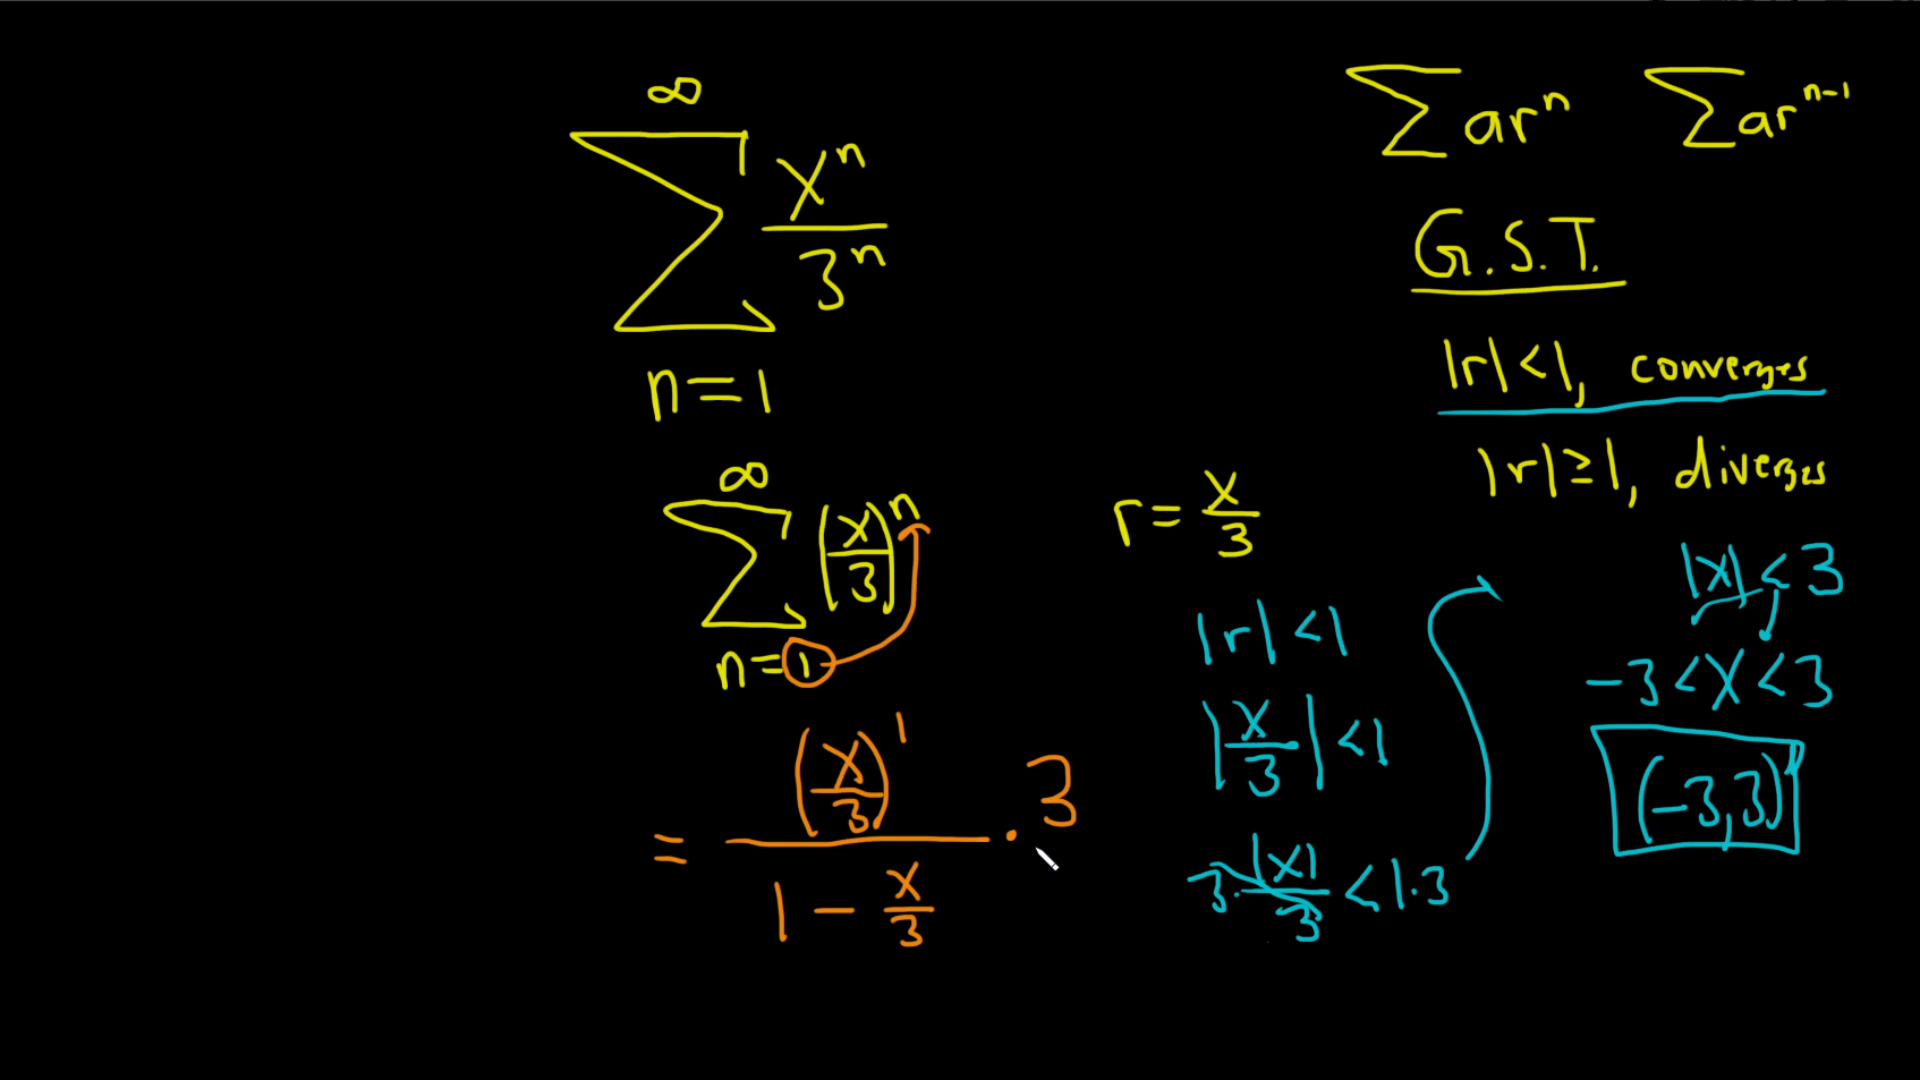 ∞
∑ xⁿ/3ⁿ
n=1
∞
∑ (x/3)ⁿ
n=1
= (x/3)¹ / (1 - x/3) · 3
∑arⁿ ∑arⁿ⁻¹
G.S.T.
|r|<1, converges
|r|≥1, diverges
r = x/3
|r|<1
|x/3|<1
3·|x|/3<1·3
|x|<3
-3<x<3
(-3,3)